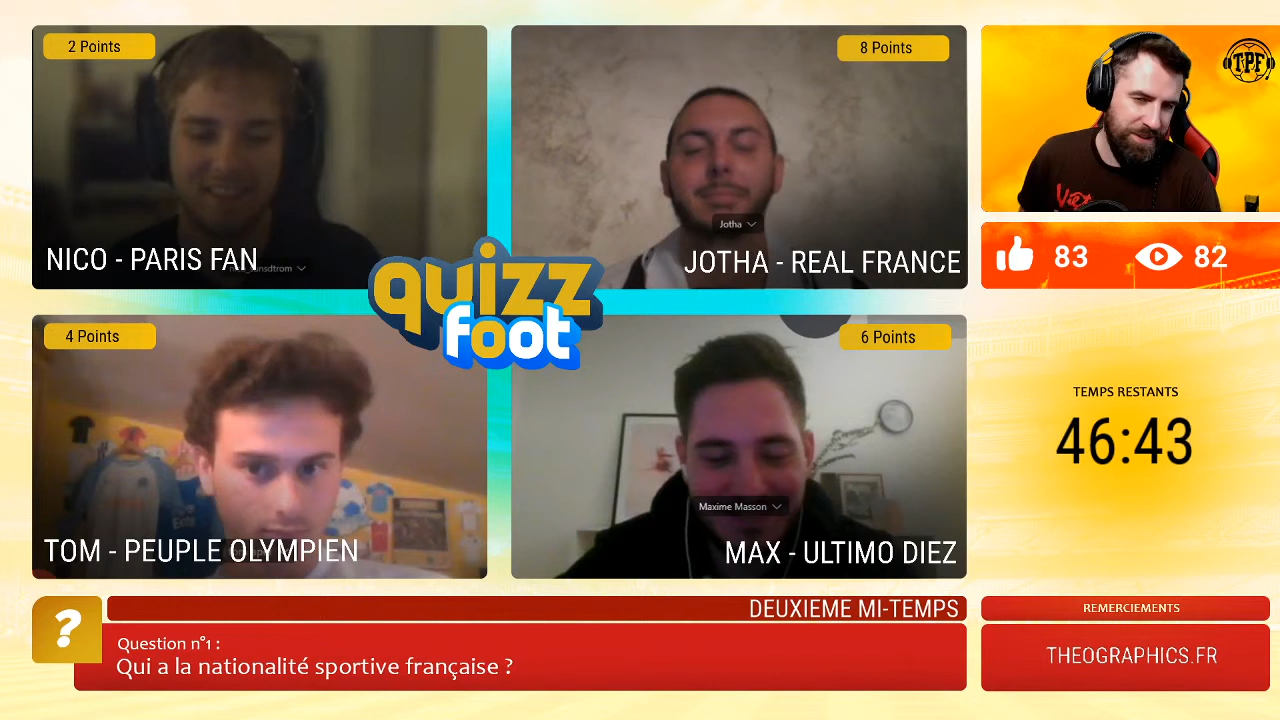 2 Points
8 Points
TPF
NICO - PARIS FAN
Jotha
JOTHA - REAL FRANCE
83
82
quizz
foot
4 Points
6 Points
TEMPS RESTANTS
46:43
Maxime Masson
TOM - PEUPLE OLYMPIEN
MAX - ULTIMO DIEZ
?
DEUXIEME MI-TEMPS
REMERCIEMENTS
Question n°1 :
Qui a la nationalité sportive française ?
THEOGRAPHICS.FR